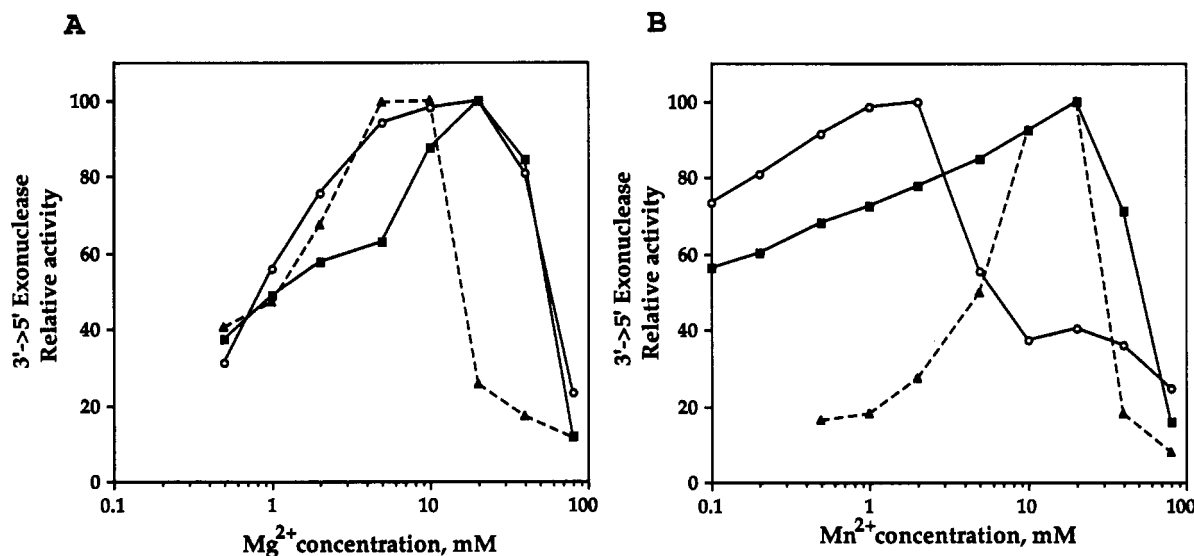 A
3'->5' Exonuclease
Relative activity
100
80
60
40
20
0
0.1
1
10
100
Mg2+concentration, mM
B
3'->5' Exonuclease
Relative activity
100
80
60
40
20
0
0.1
1
10
100
Mn2+concentration, mM